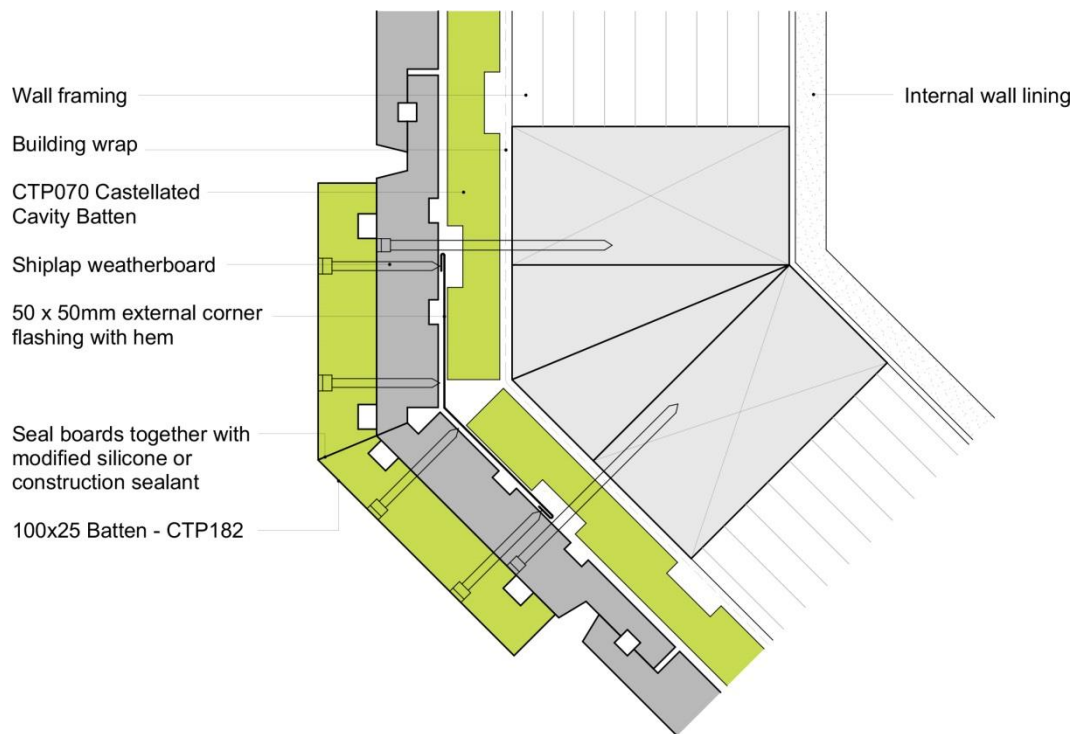 Wall framing
Building wrap
CTP070 Castellated
Cavity Batten
Shiplap weatherboard
50 x 50mm external corner
flashing with hem
Seal boards together with
modified silicone or
construction sealant
100x25 Batten - CTP182
Internal wall lining